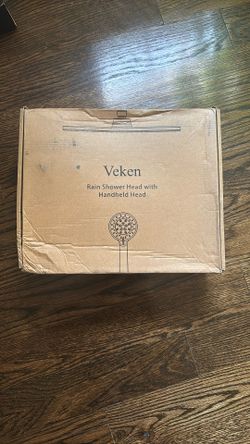 Veken
Rain Shower Head with
Handheld Head